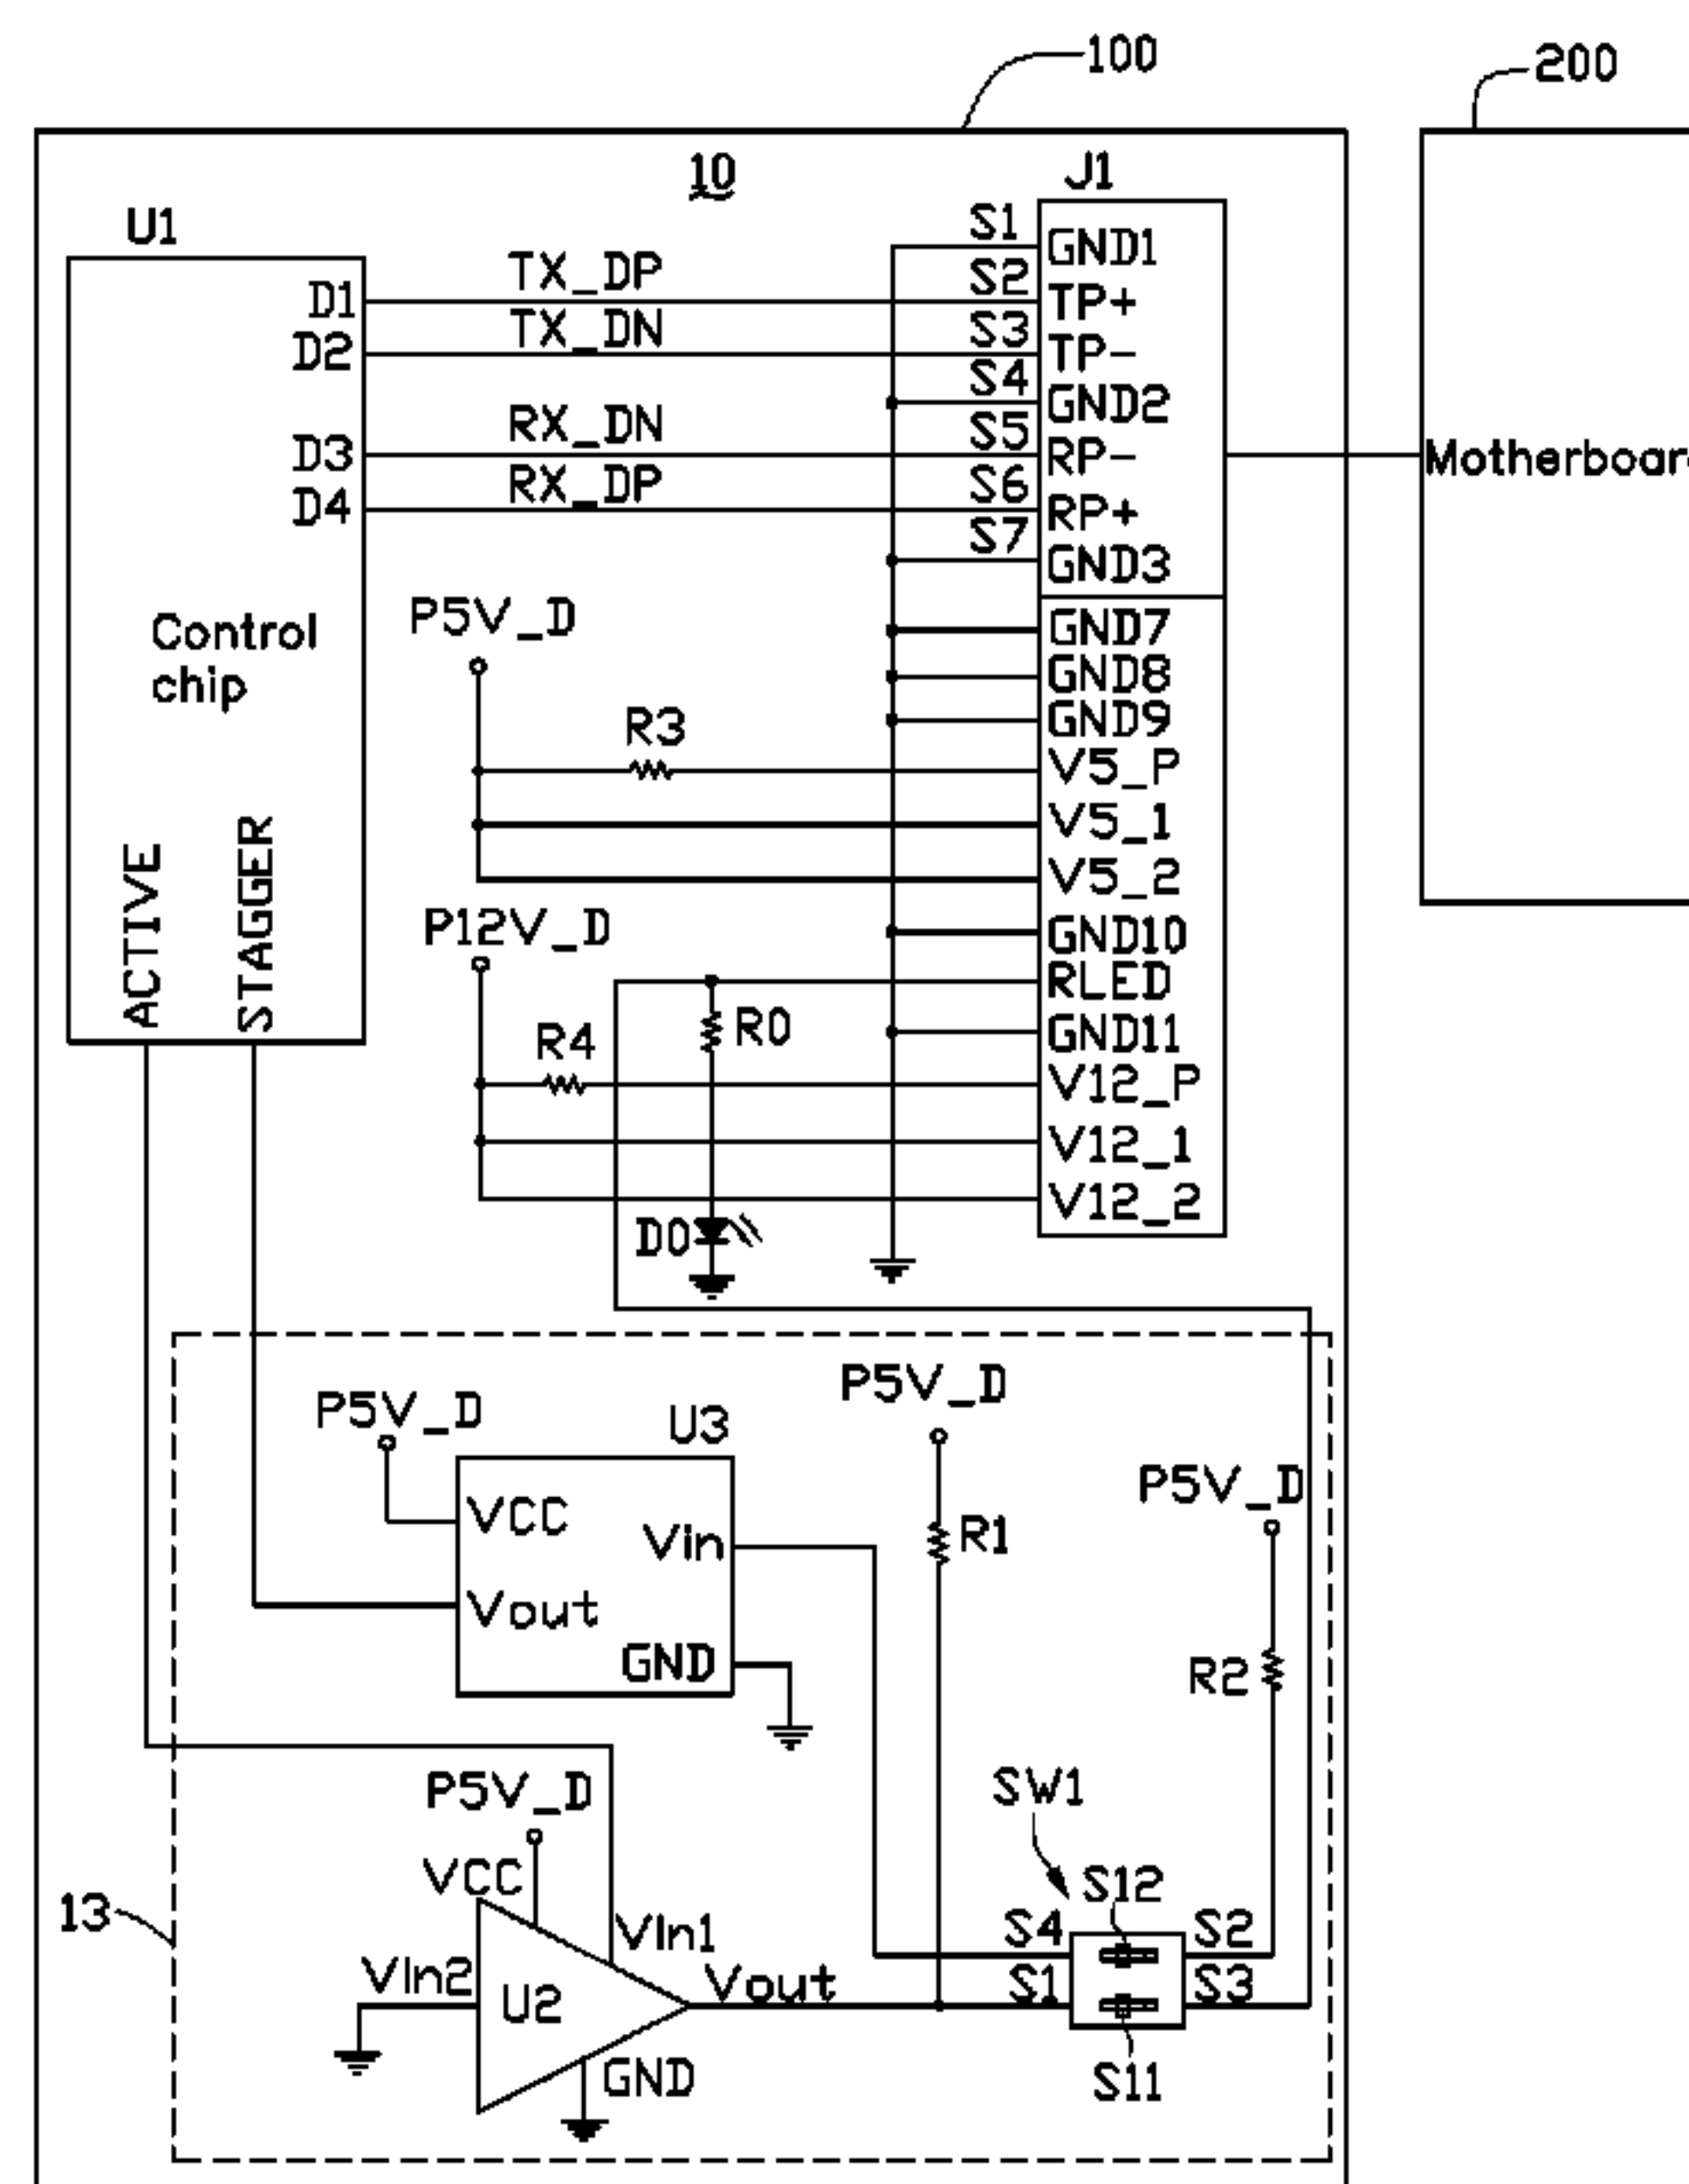 100
200
10
J1
U1
S1
GND1
TX_DP
D1
S2
TP+
TX_DN
D2
S3
TP-
S4
GND2
RX_DN
D3
S5
RP-
Motherboar
RX_DP
D4
S6
RP+
S7
GND3
P5V_D
GND7
Control
chip
GND8
GND9
R3
V5_P
V5_1
V5_2
ACTIVE
STAGGER
P12V_D
GND10
RLED
R0
R4
GND11
V12_P
V12_1
V12_2
D0
P5V_D
P5V_D
U3
P5V_D
VCC
Vin
R1
Vout
GND
R2
P5V_D
SW1
VCC
S12
13
VIn1
S4
S2
VIn2
U2
Vout
S1
S3
GND
S11